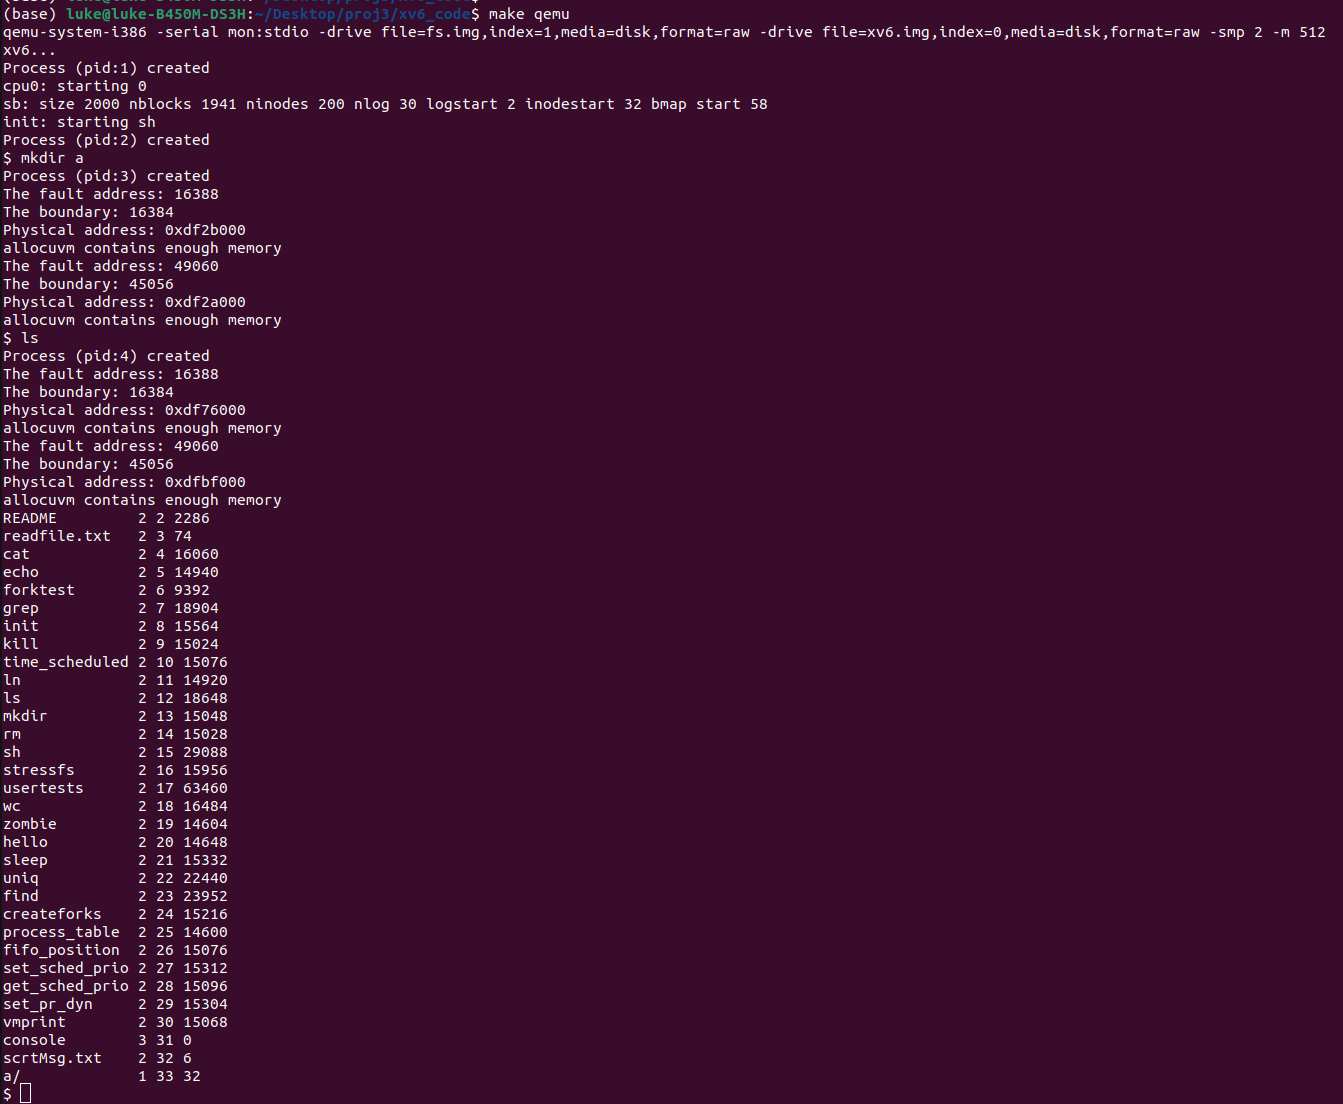 (base) luke@luke-B450M-DS3H:~/Desktop/proj3/xv6_code$
(base) luke@luke-B450M-DS3H:~/Desktop/proj3/xv6_code$ make qemu
qemu-system-i386 -serial mon:stdio -drive file=fs.img,index=1,media=disk,format=raw -drive file=xv6.img,index=0,media=disk,format=raw -smp 2 -m 512
xv6...
Process (pid:1) created
cpu0: starting 0
sb: size 2000 nblocks 1941 ninodes 200 nlog 30 logstart 2 inodestart 32 bmap start 58
init: starting sh
Process (pid:2) created
$ mkdir a
Process (pid:3) created
The fault address: 16388
The boundary: 16384
Physical address: 0xdf2b000
allocuvm contains enough memory
The fault address: 49060
The boundary: 45056
Physical address: 0xdf2a000
allocuvm contains enough memory
$ ls
Process (pid:4) created
The fault address: 16388
The boundary: 16384
Physical address: 0xdf76000
allocuvm contains enough memory
The fault address: 49060
The boundary: 45056
Physical address: 0xdfbf000
allocuvm contains enough memory
README         2 2 2286
readfile.txt   2 3 74
cat            2 4 16060
echo           2 5 14940
forktest       2 6 9392
grep           2 7 18904
init           2 8 15564
kill           2 9 15024
time_scheduled 2 10 15076
ln             2 11 14920
ls             2 12 18648
mkdir          2 13 15048
rm             2 14 15028
sh             2 15 29088
stressfs       2 16 15956
usertests      2 17 63460
wc             2 18 16484
zombie         2 19 14604
hello          2 20 14648
sleep          2 21 15332
uniq           2 22 22440
find           2 23 23952
createforks    2 24 15216
process_table  2 25 14600
fifo_position  2 26 15076
set_sched_prio 2 27 15312
get_sched_prio 2 28 15096
set_pr_dyn     2 29 15304
vmprint        2 30 15068
console        3 31 0
scrtMsg.txt    2 32 6
a/             1 33 32
$